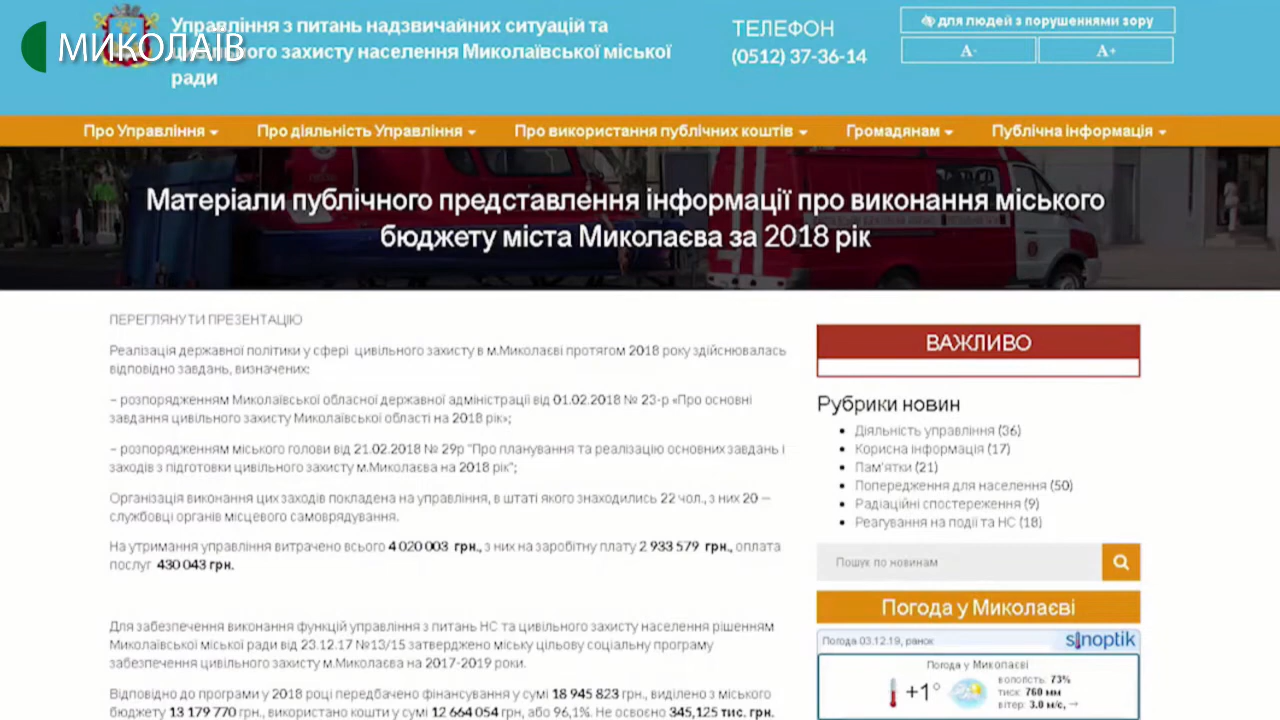 МИКОЛАЇВ
Управління з питань надзвичайних ситуацій та
цивільного захисту населення Миколаївської міської
ради
ТЕЛЕФОН
(0512) 37-36-14
для людей з порушеннями зору
A-
A+
Про Управління
Про діяльність Управління
Про використання публічних коштів
Громадянам
Публічна інформація
Матеріали публічного представлення інформації про виконання міського
бюджету міста Миколаєва за 2018 рік
ПЕРЕГЛЯНУТИ ПРЕЗЕНТАЦІЮ
Реалізація державної політики у сфері цивільного захисту в м.Миколаєві протягом 2018 року здійснювалась
відповідно завдань, визначених:
– розпорядженням Миколаївської обласної державної адміністрації від 01.02.2018 № 23-р «Про основні
завдання цивільного захисту Миколаївської області на 2018 рік»;
– розпорядженням міського голови від 21.02.2018 № 29р "Про планування та реалізацію основних завдань і
заходів з підготовки цивільного захисту м.Миколаєва на 2018 рік";
Організація виконання цих заходів покладена на управління, в штаті якого знаходились 22 чол., з них 20 —
службовці органів місцевого самоврядування.
На утримання управління витрачено всього 4 020 003 грн., з них на заробітну плату 2 933 579 грн., оплата
послуг 430 043 грн.
Для забезпечення виконання функцій управління з питань НС та цивільного захисту населення рішенням
Миколаївської міської ради від 23.12.17 №13/15 затверджено міську цільову соціальну програму
забезпечення цивільного захисту м.Миколаєва на 2017-2019 роки.
Відповідно до програми у 2018 році передбачено фінансування у сумі 18 945 823 грн., виділено з міського
бюджету 13 179 770 грн., використано кошти у сумі 12 664 054 грн, або 96,1%. Не освоєно 345,125 тис. грн.
ВАЖЛИВО
Рубрики новин
Діяльність управління (36)
Корисна інформація (17)
Пам'ятки (21)
Попередження для населення (50)
Радіаційні спостереження (9)
Реагування на події та НС (18)
Пошук по новинам
Погода у Миколаєві
Погода 03.12.19, ранок
sinoptik
Погода у Миколаєві
+1°
вологість: 73%
тиск: 760 мм
вітер: 3.0 м/с, →